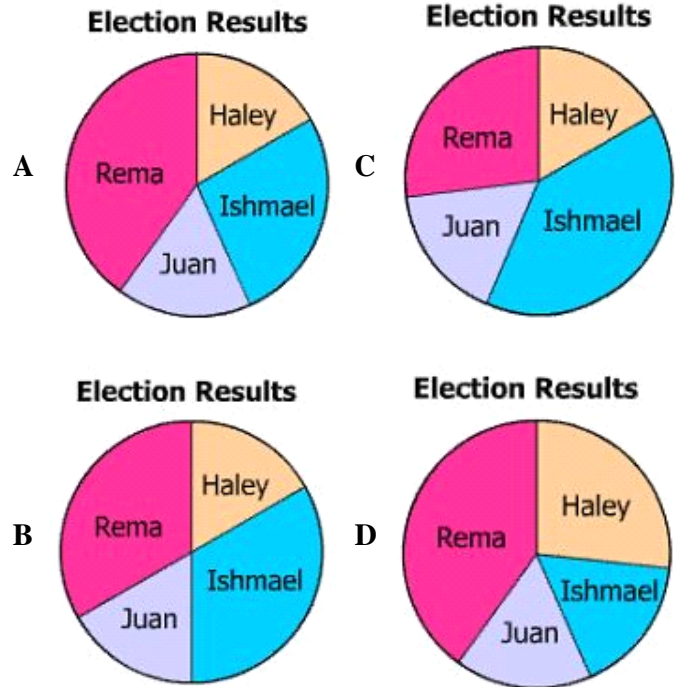 Election Results
A
Haley
Rema
Ishmael
Juan
Election Results
C
Haley
Rema
Juan
Ishmael
Election Results
B
Haley
Rema
Ishmael
Juan
Election Results
D
Haley
Rema
Ishmael
Juan